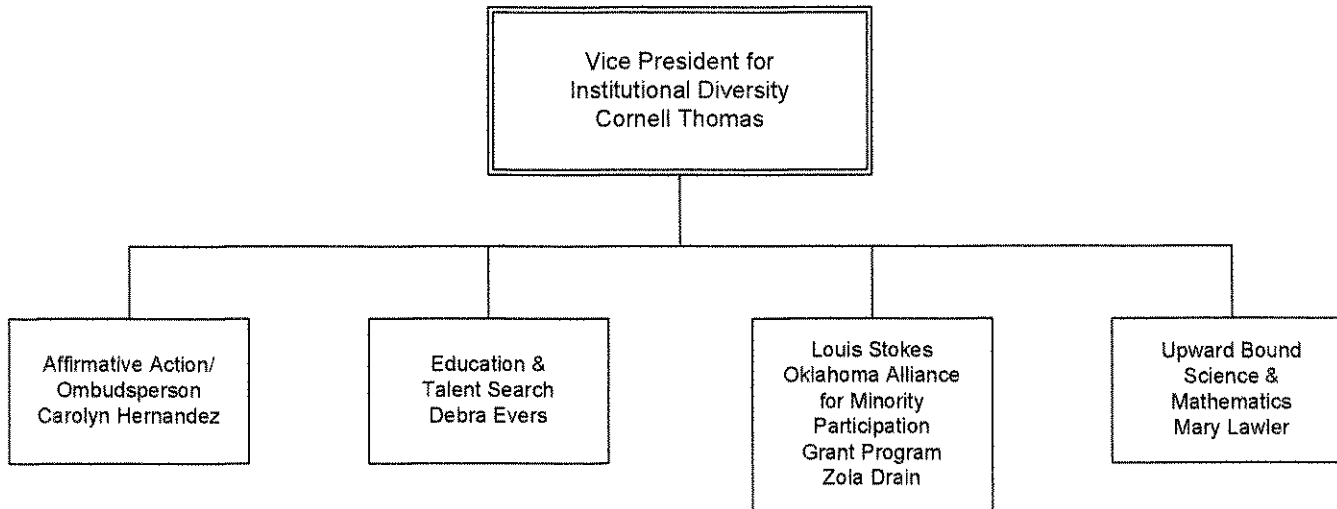 Vice President for
Institutional Diversity
Cornell Thomas
Affirmative Action/
Ombudsperson
Carolyn Hernandez
Education &
Talent Search
Debra Evers
Louis Stokes
Oklahoma Alliance
for Minority
Participation
Grant Program
Zola Drain
Upward Bound
Science &
Mathematics
Mary Lawler